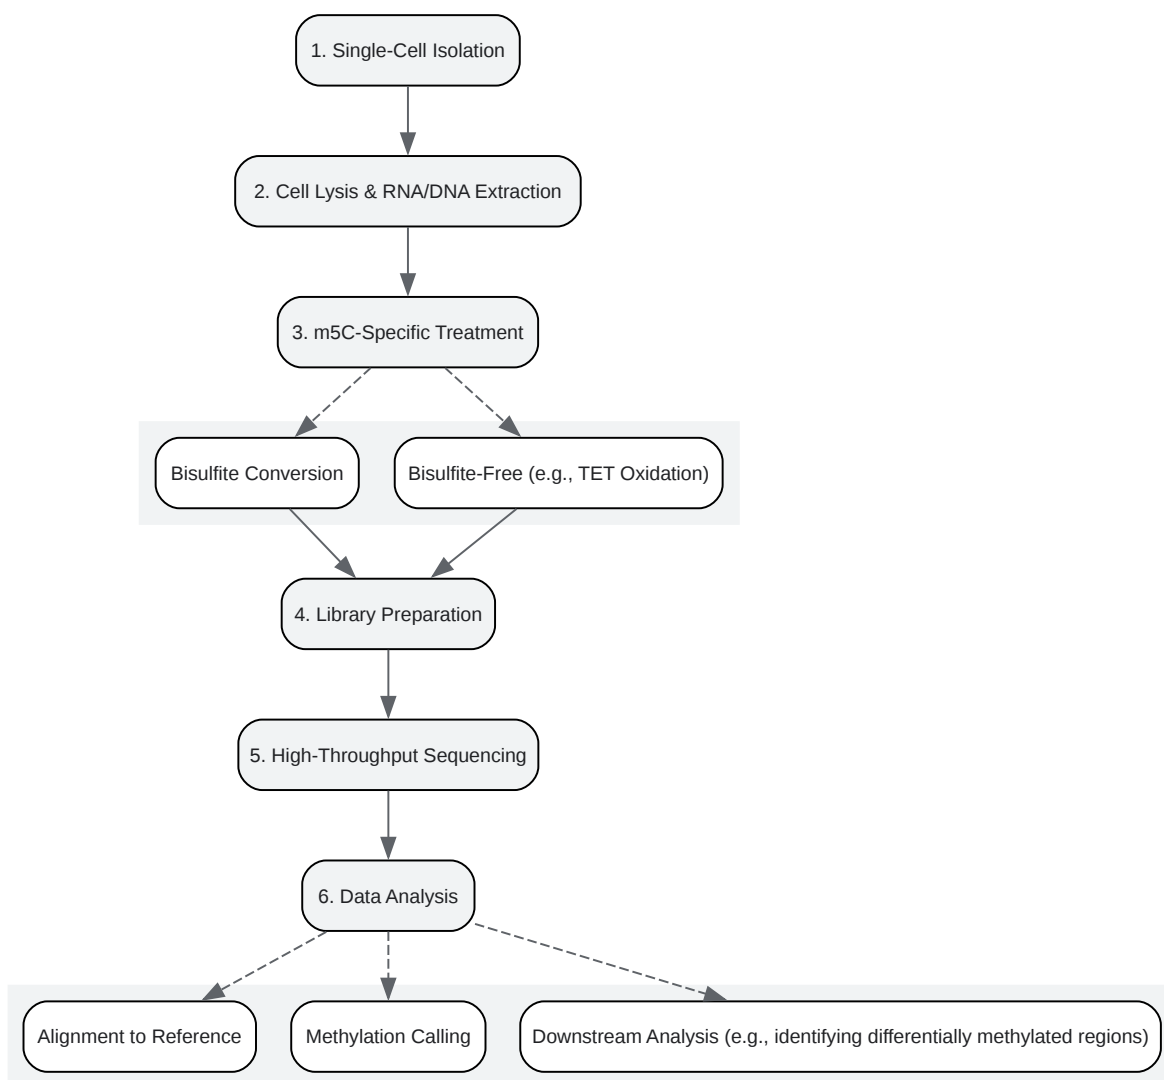 1. Single-Cell Isolation
2. Cell Lysis & RNA/DNA Extraction
3. m5C-Specific Treatment
Bisulfite Conversion
Bisulfite-Free (e.g., TET Oxidation)
4. Library Preparation
5. High-Throughput Sequencing
6. Data Analysis
Alignment to Reference
Methylation Calling
Downstream Analysis (e.g., identifying differentially methylated regions)